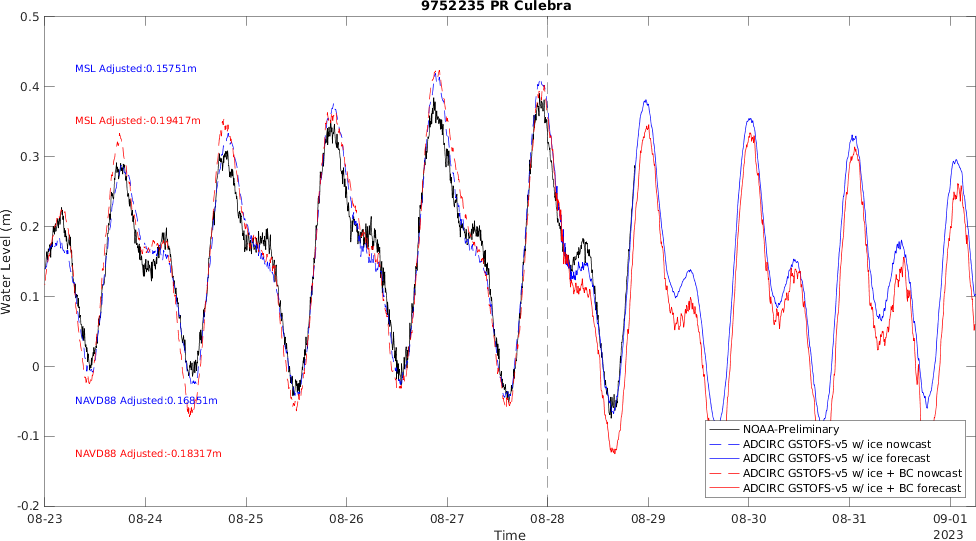 9752235 PR Culebra
0.5
0.4
0.3
0.2
0.1
0
-0.1
-0.2
Water Level (m)
MSL Adjusted:0.15751m
MSL Adjusted:-0.19417m
NAVD88 Adjusted:0.16851m
NAVD88 Adjusted:-0.18317m
NOAA-Preliminary
ADCIRC GSTOFS-v5 w/ ice nowcast
ADCIRC GSTOFS-v5 w/ ice forecast
ADCIRC GSTOFS-v5 w/ ice + BC nowcast
ADCIRC GSTOFS-v5 w/ ice + BC forecast
08-23 08-24 08-25 08-26 08-27 08-28 08-29 08-30 08-31 09-01
Time
2023